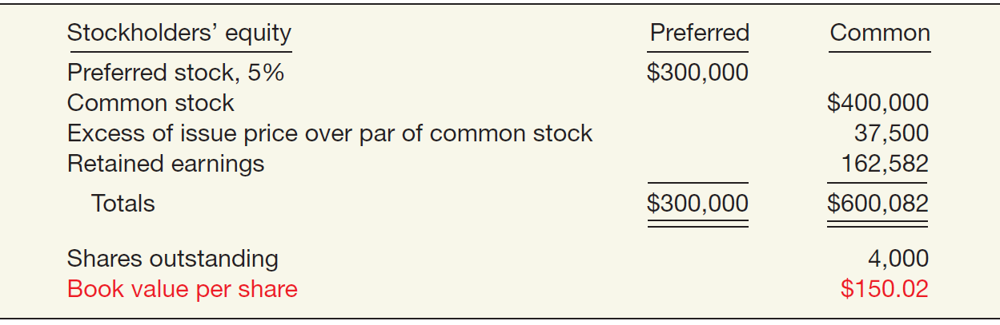 Stockholders’ equity Preferred Common
Preferred stock, 5% $300,000
Common stock $400,000
Excess of issue price over par of common stock 37,500
Retained earnings 162,582
Totals $300,000 $600,082
Shares outstanding 4,000
Book value per share $150.02